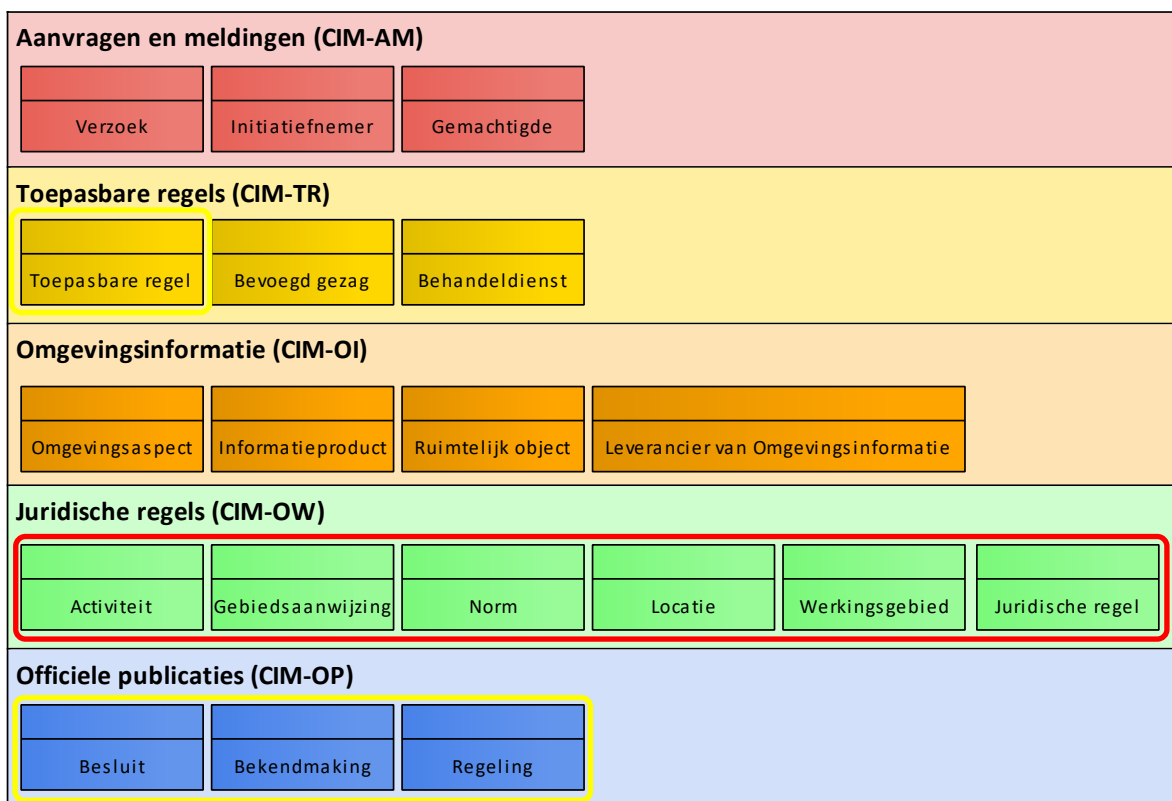 Aanvragen en meldingen (CIM-AM)
Verzoek
Initiatiefnemer
Gemachtigde
Toepasbare regels (CIM-TR)
Toepasbare regel
Bevoegd gezag
Behandeldienst
Omgevingsinformatie (CIM-OI)
Omgevingsaspect
Informatieproduct
Ruimtelijk object
Leverancier van Omgevingsinformatie
Juridische regels (CIM-OW)
Activiteit
Gebiedsaanwijzing
Norm
Locatie
Werkingsgebied
Juridische regel
Officiele publicaties (CIM-OP)
Besluit
Bekendmaking
Regeling